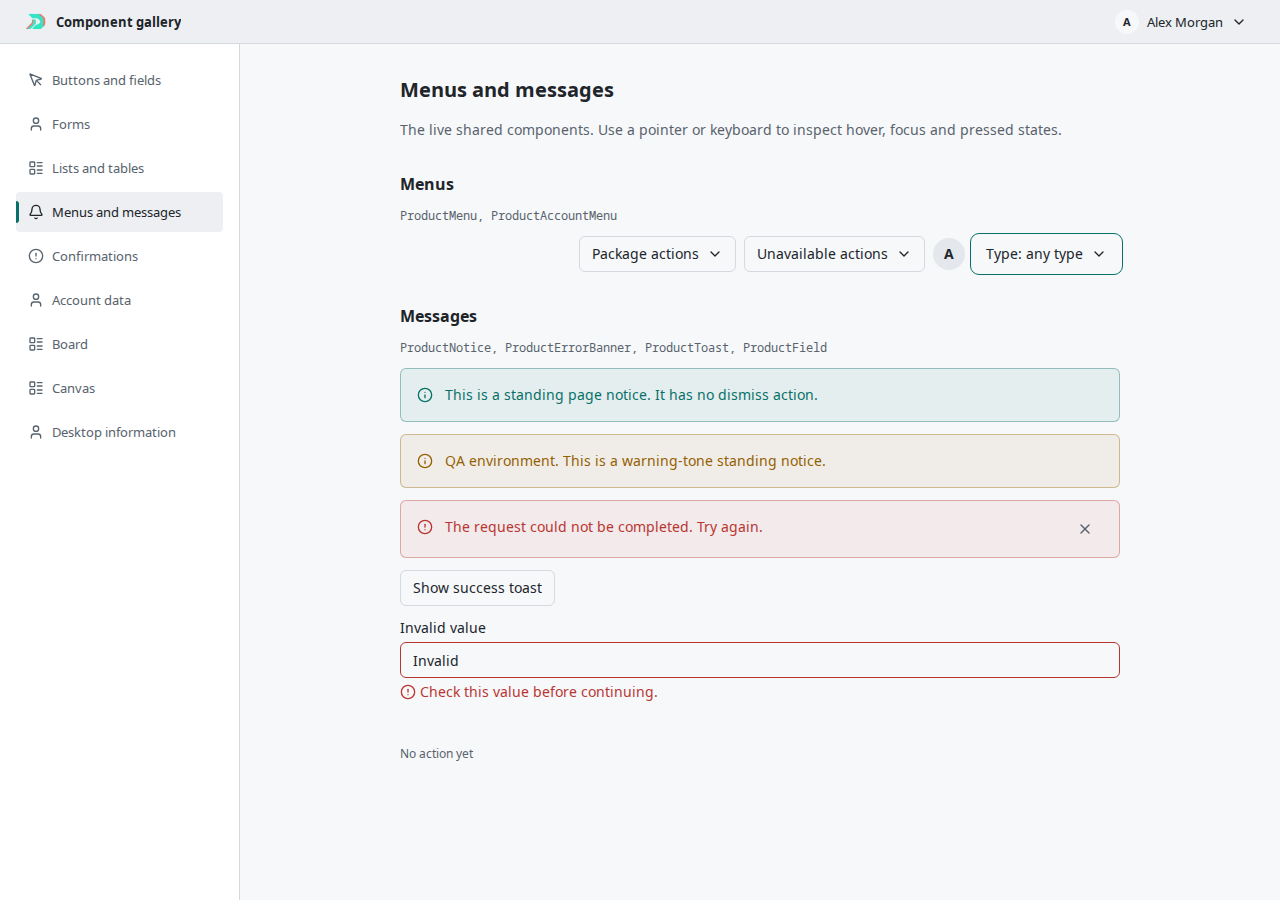 Component gallery
A Alex Morgan
Buttons and fields
Forms
Lists and tables
Menus and messages
Confirmations
Account data
Board
Canvas
Desktop information
Menus and messages
The live shared components. Use a pointer or keyboard to inspect hover, focus and pressed states.
Menus
ProductMenu, ProductAccountMenu
Package actions Unavailable actions A Type: any type
Messages
ProductNotice, ProductErrorBanner, ProductToast, ProductField
This is a standing page notice. It has no dismiss action.
QA environment. This is a warning-tone standing notice.
The request could not be completed. Try again.
Show success toast
Invalid value
Invalid
Check this value before continuing.
No action yet